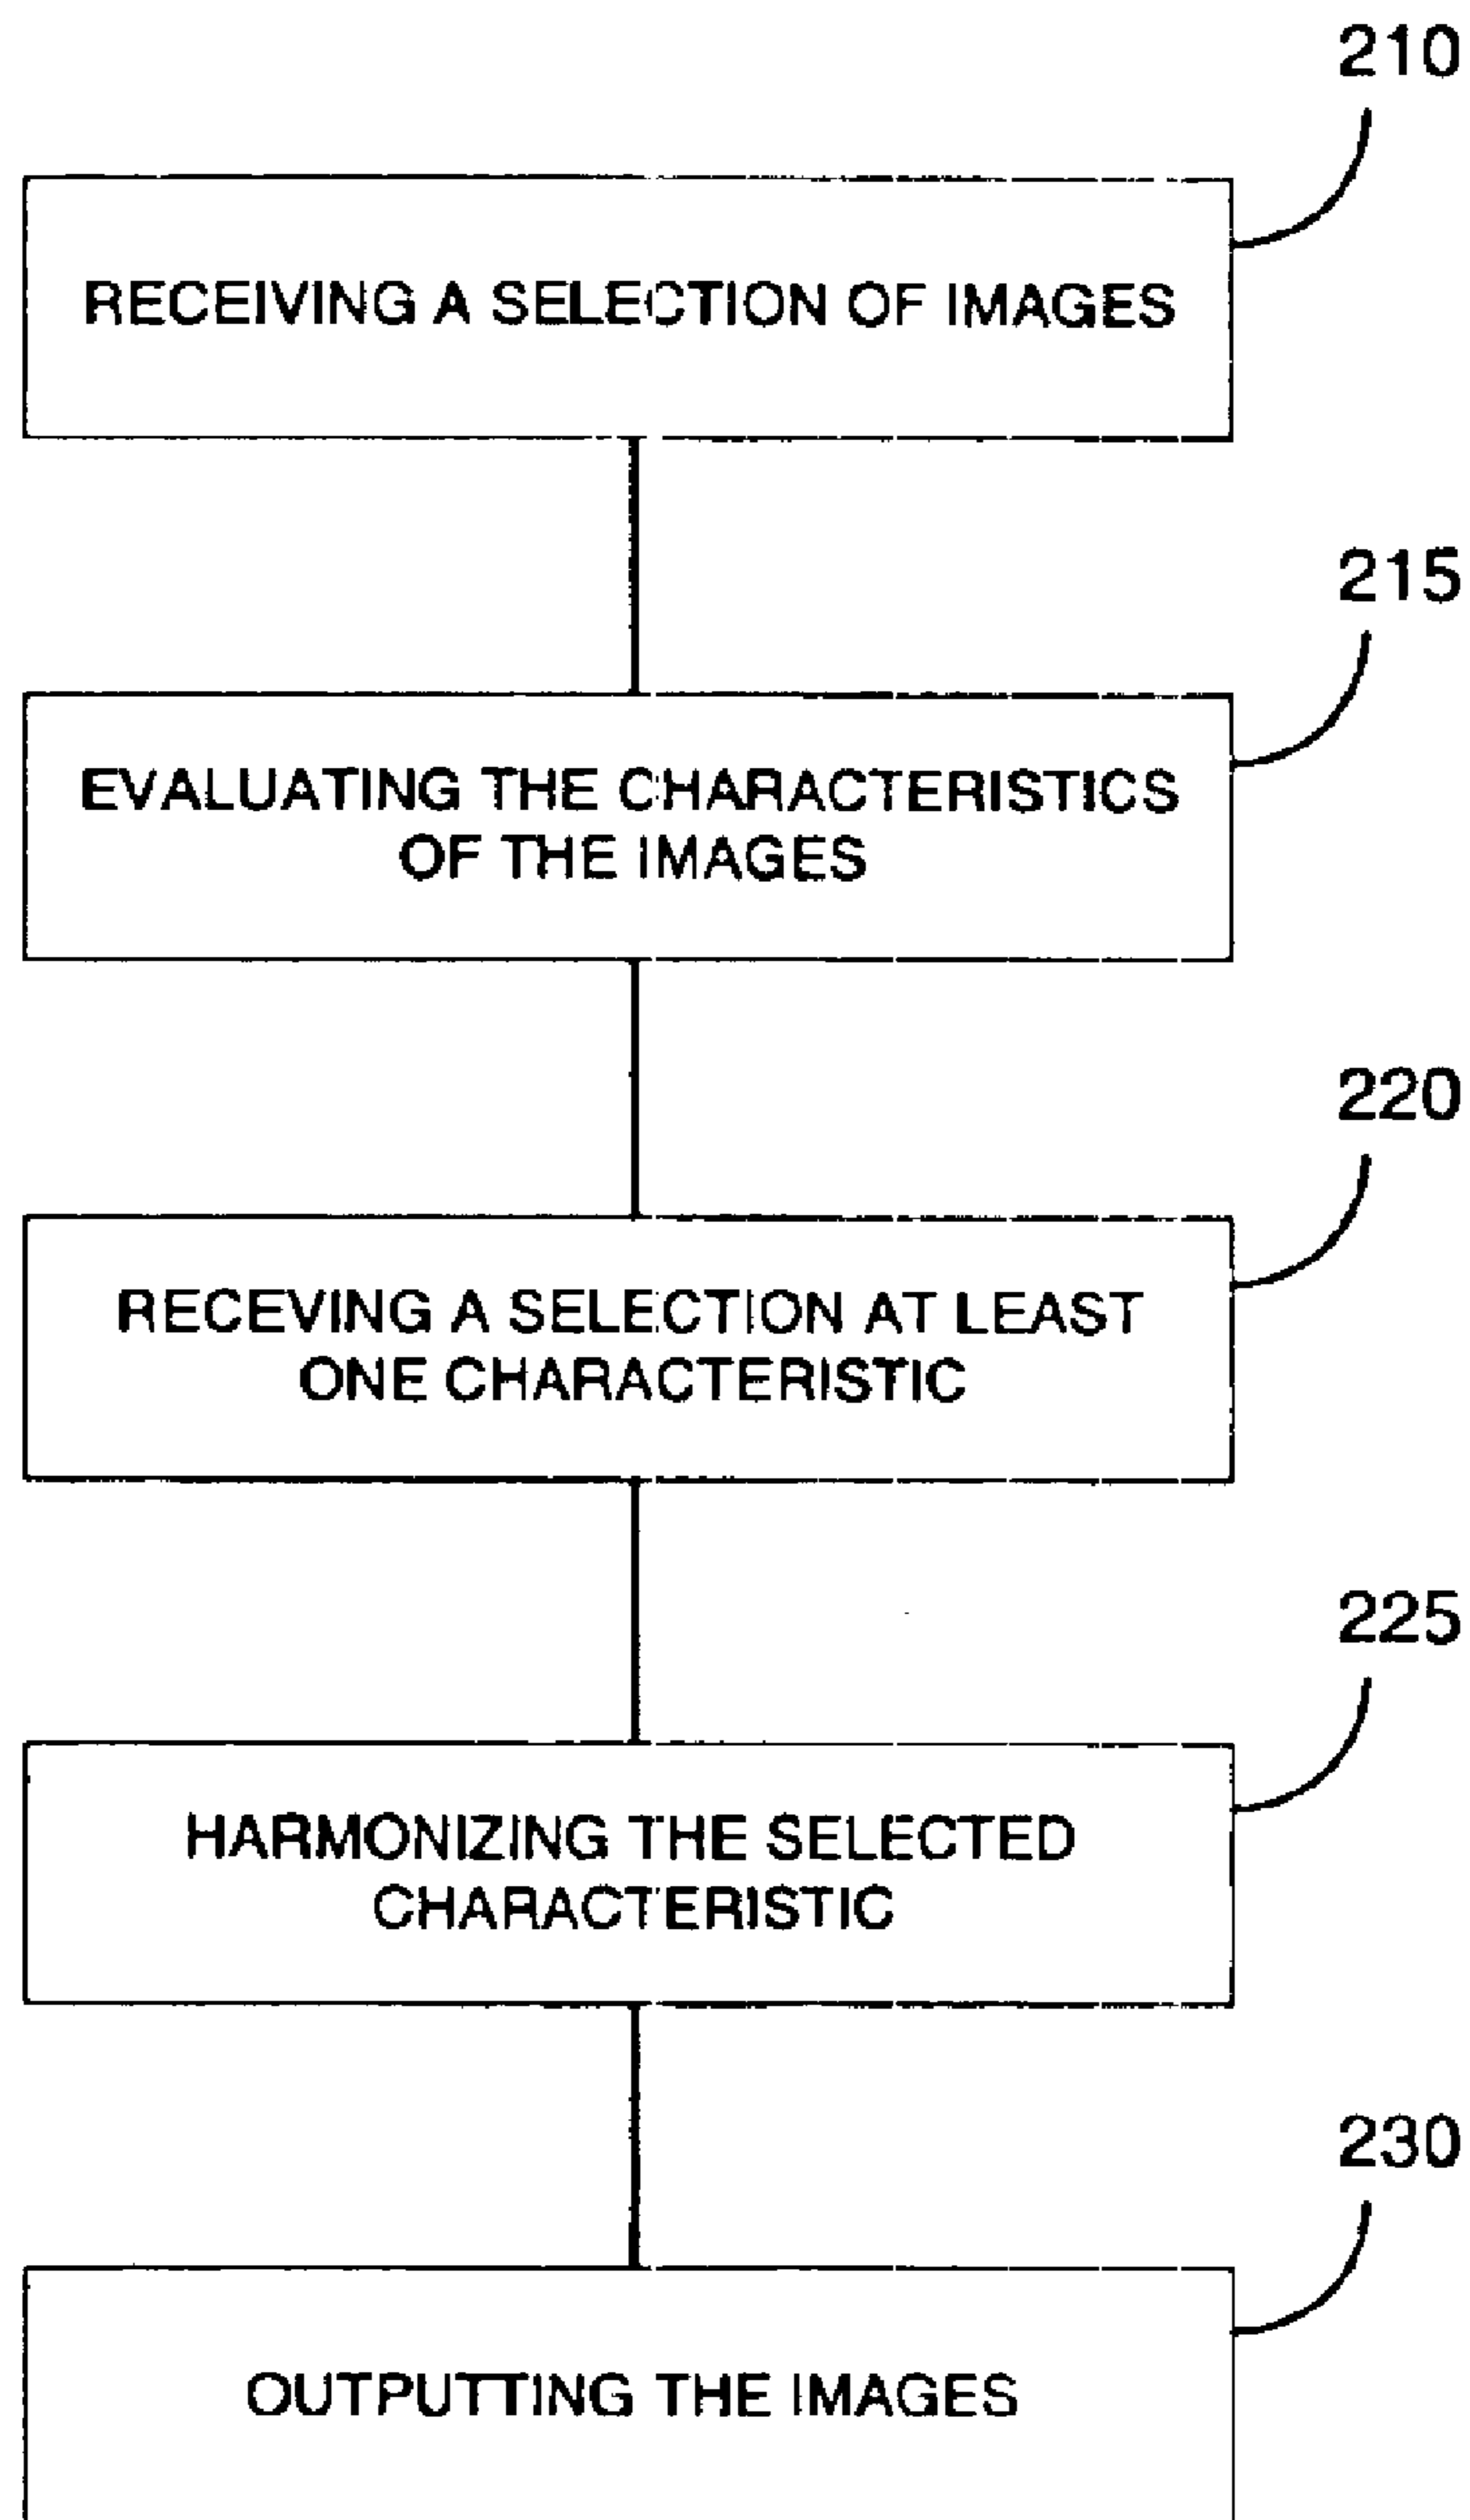 210
RECEIVING A SELECTION OF IMAGES
215
EVALUATING THE CHARACTERISTICS
OF THE IMAGES
220
RECEVING A SELECTION AT LEAST
ONE CHARACTERISTIC
225
HARMONIZING THE SELECTED
CHARACTERISTIC
230
OUTPUTTING THE IMAGES